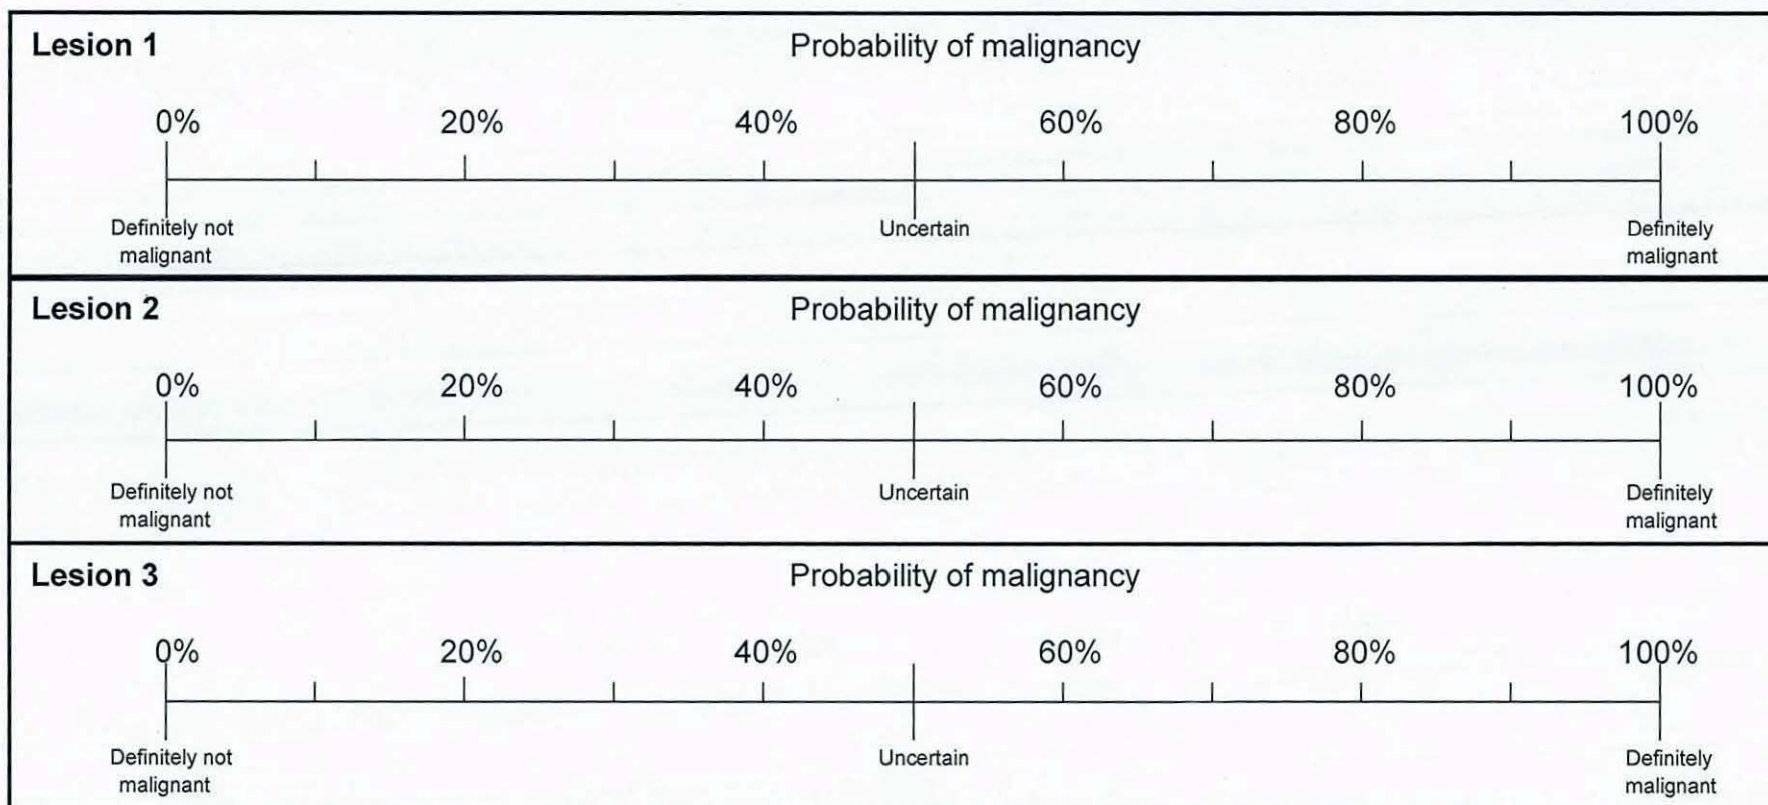 Lesion 1 Probability of malignancy
0% 20% 40% 60% 80% 100%
Definitely not Uncertain Definitely
malignant malignant
Lesion 2 Probability of malignancy
0% 20% 40% 60% 80% 100%
Definitely not Uncertain Definitely
malignant malignant
Lesion 3 Probability of malignancy
0% 20% 40% 60% 80% 100%
Definitely not Uncertain Definitely
malignant malignant